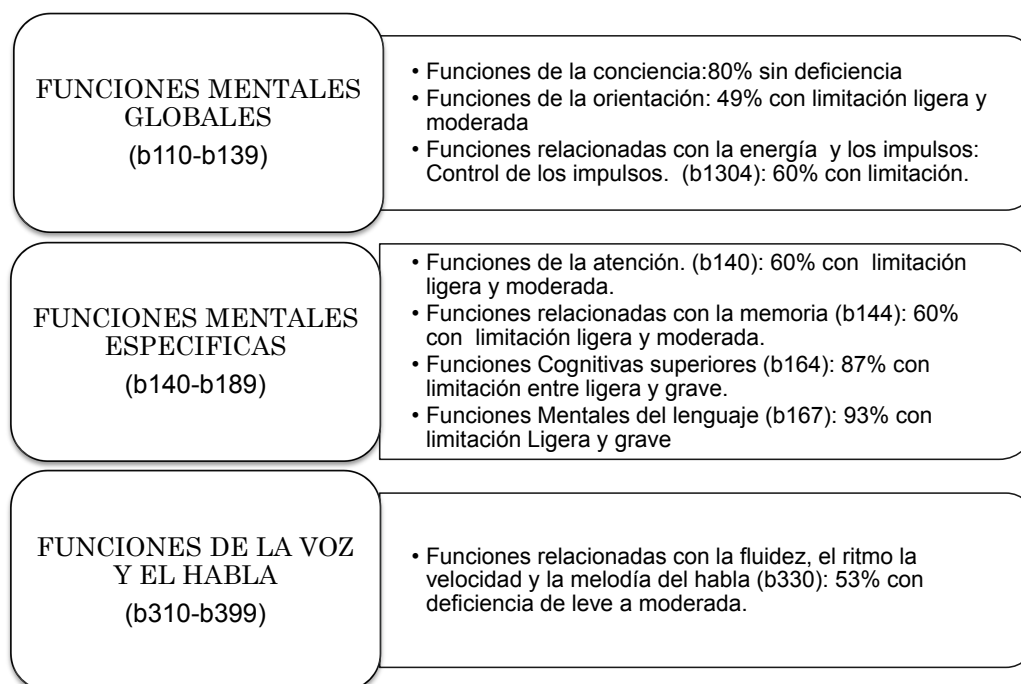 FUNCIONES MENTALES
GLOBALES
(b110-b139)
• Funciones de la conciencia:80% sin deficiencia
• Funciones de la orientación: 49% con limitación ligera y
moderada
• Funciones relacionadas con la energía y los impulsos:
Control de los impulsos. (b1304): 60% con limitación.
FUNCIONES MENTALES
ESPECIFICAS
(b140-b189)
• Funciones de la atención. (b140): 60% con limitación
ligera y moderada.
• Funciones relacionadas con la memoria (b144): 60%
con limitación ligera y moderada.
• Funciones Cognitivas superiores (b164): 87% con
limitación entre ligera y grave.
• Funciones Mentales del lenguaje (b167): 93% con
limitación Ligera y grave
FUNCIONES DE LA VOZ
Y EL HABLA
(b310-b399)
• Funciones relacionadas con la fluidez, el ritmo la
velocidad y la melodía del habla (b330): 53% con
deficiencia de leve a moderada.